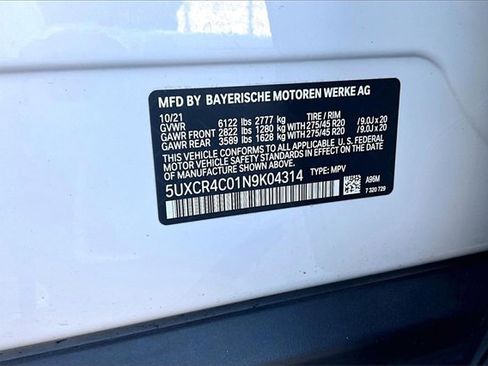 MFD BY BAYERISCHE MOTOREN WERKE AG
10/21 TIRE / RIM
GVWR 6122 lbs 2777 kg
GAWR FRONT 2822 lbs 1280 kg WITH 275/45 R20 / 9.0J x 20
GAWR REAR 3589 lbs 1628 kg WITH 275/45 R20 / 9.0J x 20
THIS VEHICLE CONFORMS TO ALL APPLICABLE U.S. FEDERAL
MOTOR VEHICLE SAFETY STANDARDS IN EFFECT ON THE DATE
OF MANUFACTURE SHOWN ABOVE.
5UXCR4C01N9K04314 TYPE: MPV
A96M
7 320 729